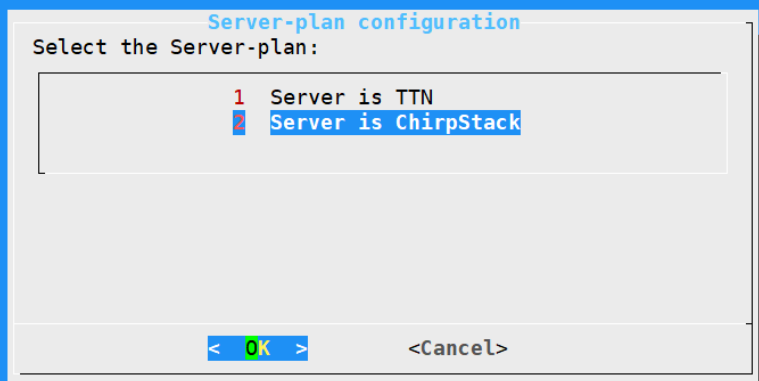 Server-plan configuration
Select the Server-plan:
1 Server is TTN
2 Server is ChirpStack
< OK > <Cancel>